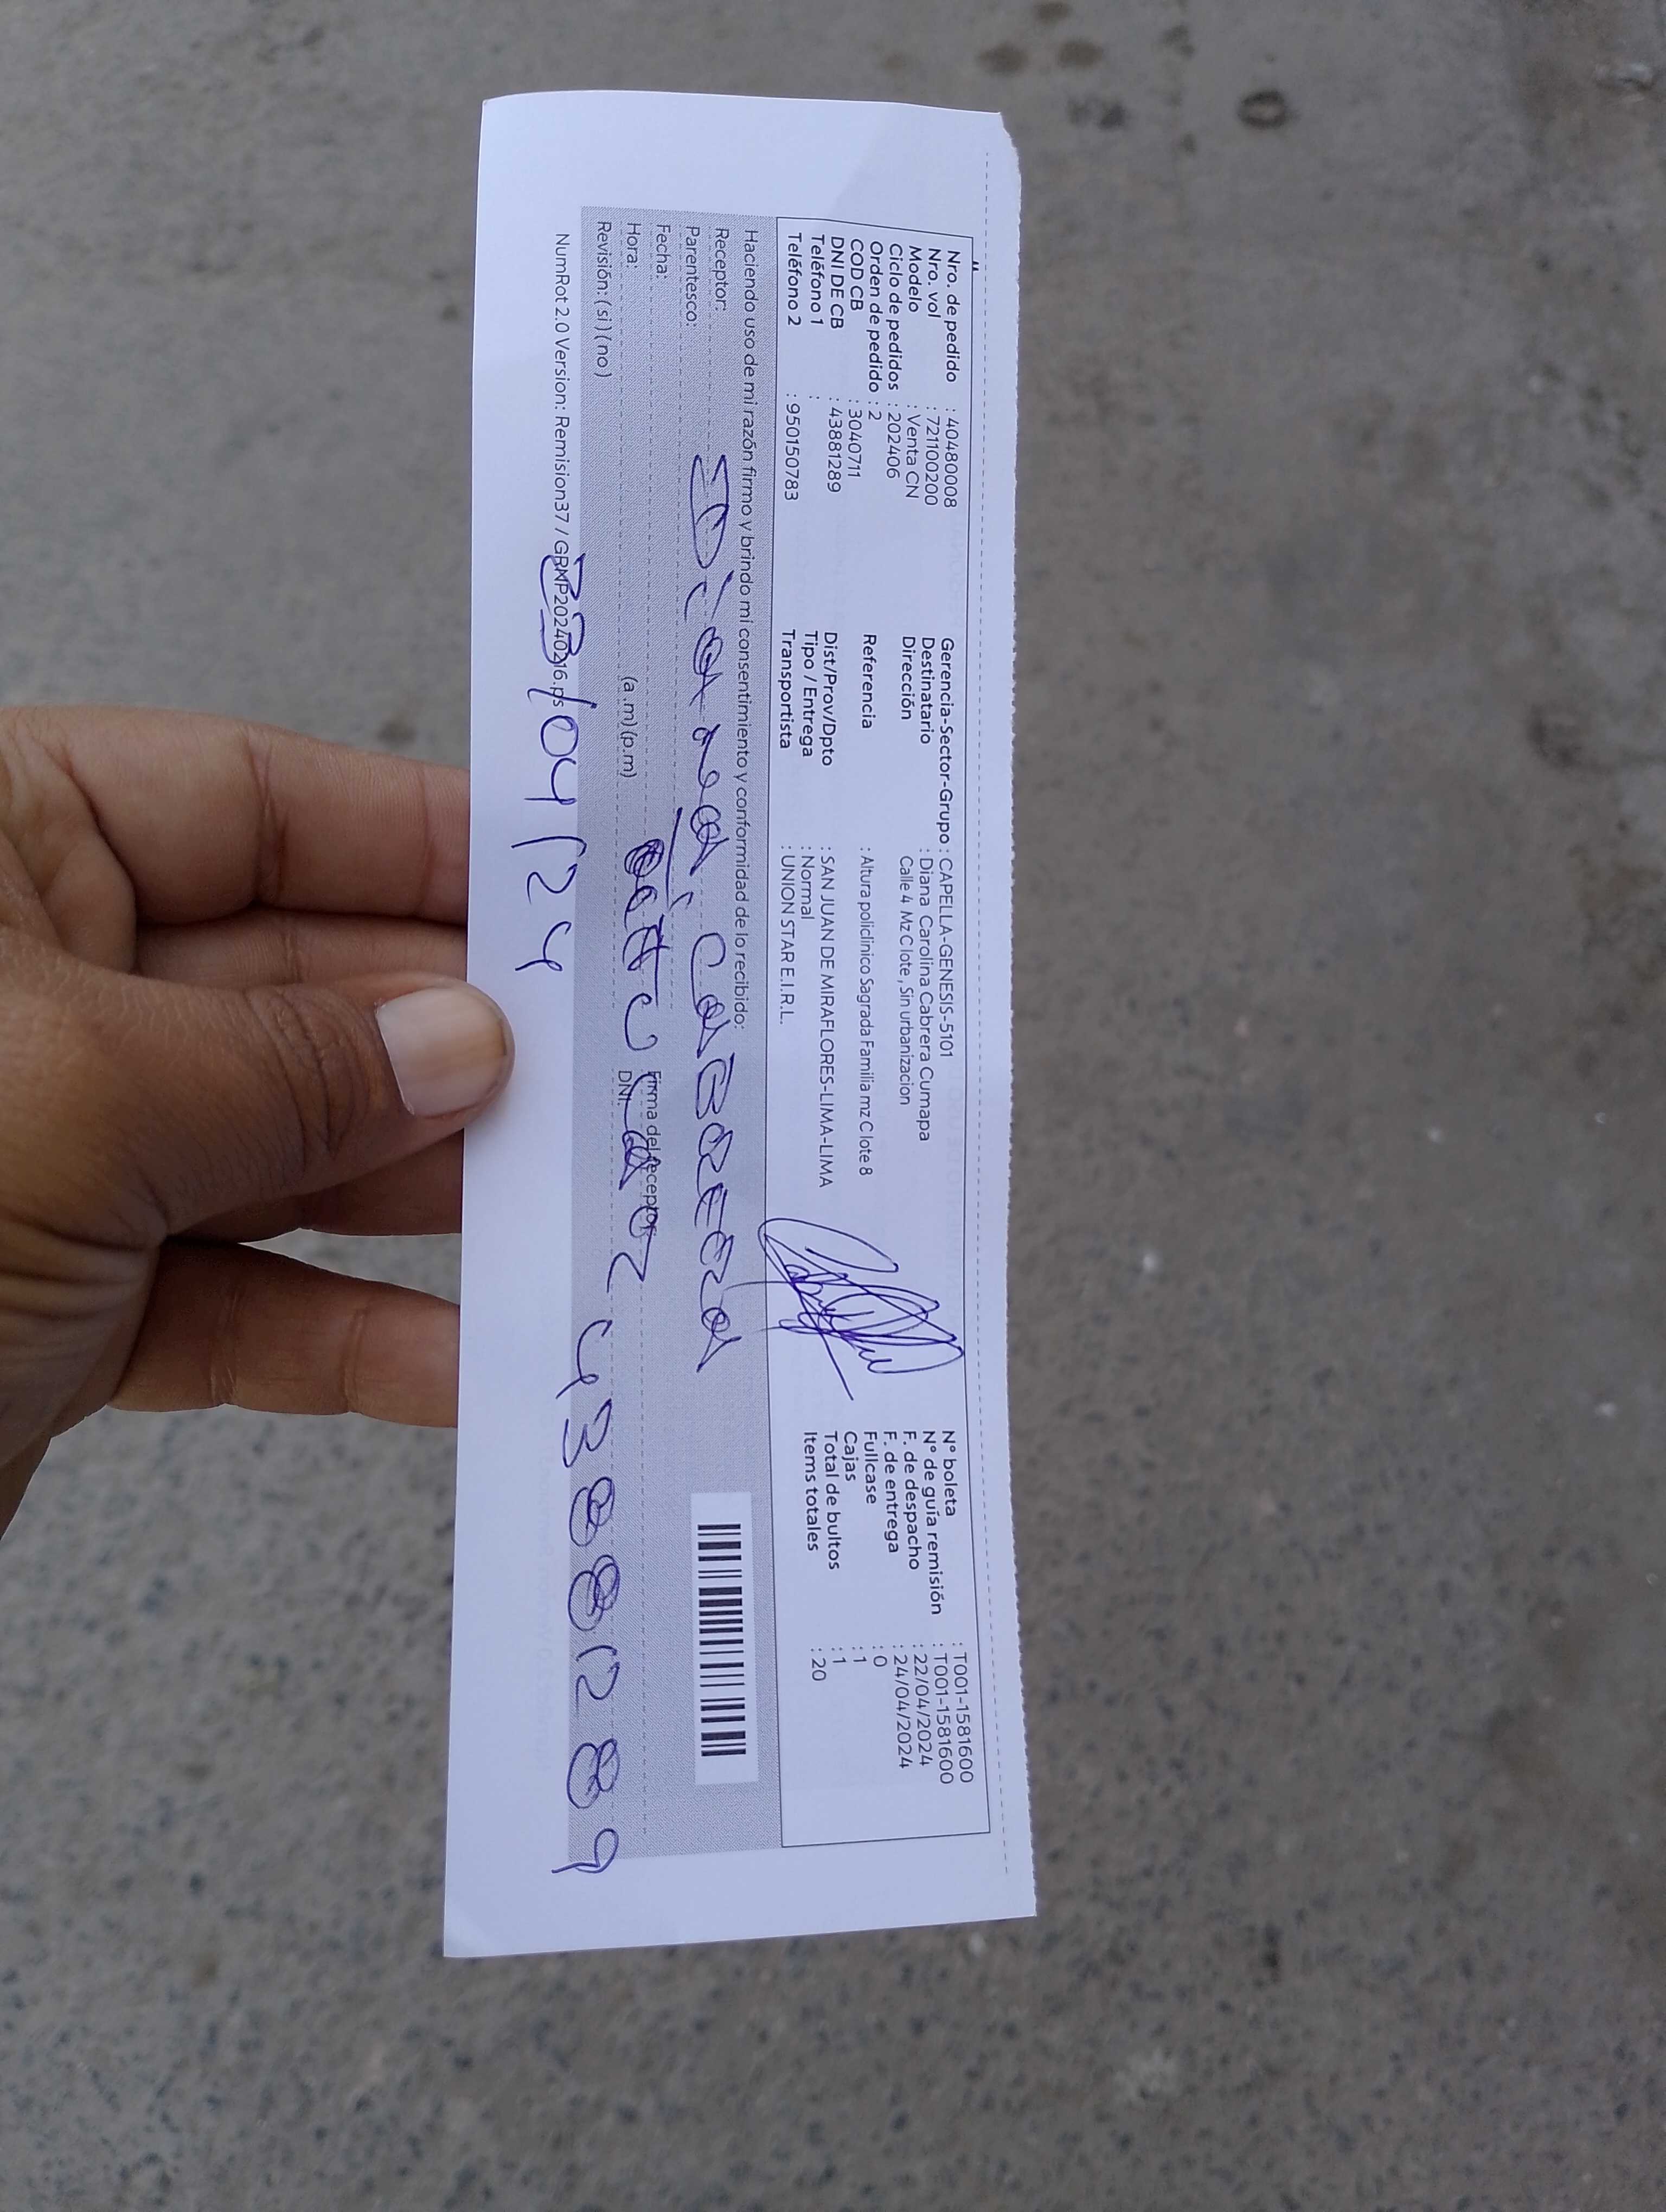 Nro. de pedido : 40480008
Nro. vol : 721100200
Modelo : Venta CN
Ciclo de pedidos : 202406
Orden de pedido : 2
COD CB : 3040711
DNI DE CB : 43881289
Teléfono1 :
Teléfono 2 : 950150783
Gerencia-Sector-Grupo : CAPELLA-GENESIS-5101
Destinatario : Diana Carolina Cabrera Cumapa
Dirección Calle 4 Mz C lote , Sin urbanizacion
Referencia : Altura policlinico Sagrada Familia mz C lote 8
Dist/Prov/Dpto : SAN JUAN DE MIRAFLORES-LIMA-LIMA
Tipo / Entrega : Normal
Transportista : UNION STAR E.I.R.L.
N° boleta : T001-1581600
N° de guía remisión : T001-1581600
F. de despacho : 22/04/2024
F. de entrega : 24/04/2024
Fullcase : 0
Cajas : 1
Total de bultos : 1
Items totales : 20
Haciendo uso de mi razón firmo y brindo mi consentimiento y conformidad de lo recibido:
Receptor:
Cabrera
Parentesco:
Fecha:
Firma del receptor
Hora: (a .m) (p.m)
DNI:
43881289
Revisión: ( si ) ( no )
NumRot 2.0 Version: Remision37 / GRNP20240216.ps
23/04/24